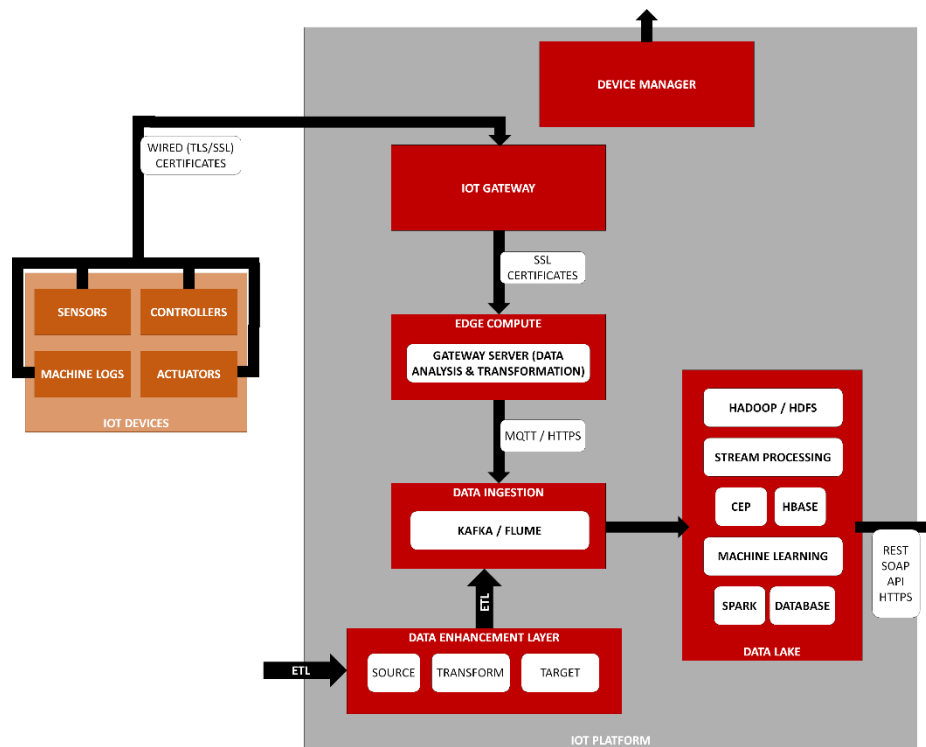 DEVICE MANAGER
WIRED (TLS/SSL)
CERTIFICATES
IOT GATEWAY
SSL
CERTIFICATES
SENSORS
CONTROLLERS
MACHINE LOGS
ACTUATORS
IOT DEVICES
EDGE COMPUTE
GATEWAY SERVER (DATA
ANALYSIS & TRANSFORMATION)
MQTT / HTTPS
DATA INGESTION
KAFKA / FLUME
ETL
DATA ENHANCEMENT LAYER
SOURCE
TRANSFORM
TARGET
ETL
HADOOP / HDFS
STREAM PROCESSING
CEP
HBASE
MACHINE LEARNING
SPARK
DATABASE
DATA LAKE
REST
SOAP
API
HTTPS
IOT PLATFORM